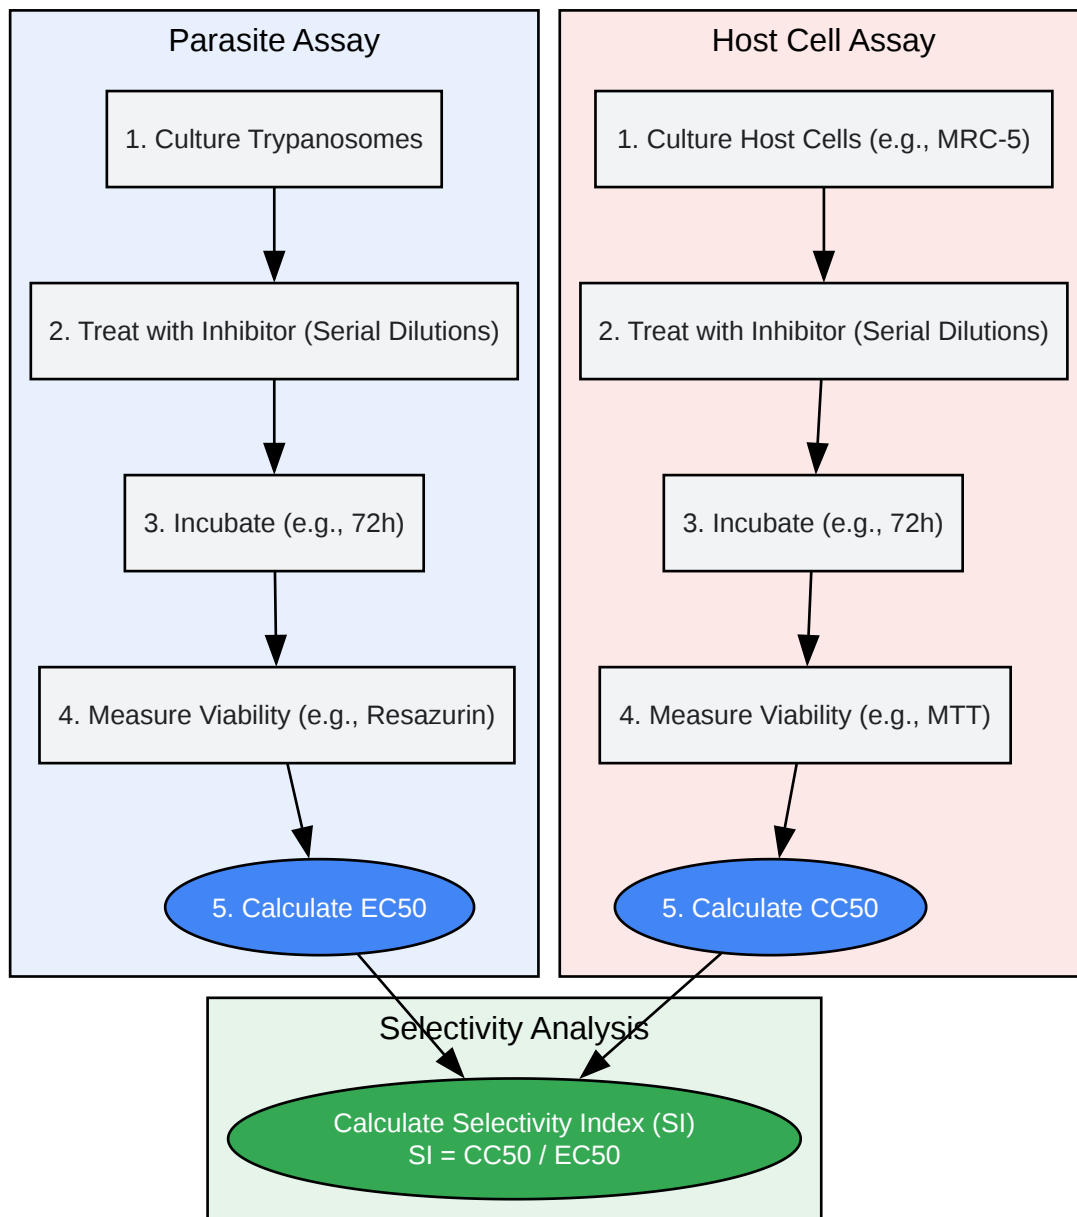 Parasite Assay
1. Culture Trypanosomes
2. Treat with Inhibitor (Serial Dilutions)
3. Incubate (e.g., 72h)
4. Measure Viability (e.g., Resazurin)
5. Calculate EC50
Host Cell Assay
1. Culture Host Cells (e.g., MRC-5)
2. Treat with Inhibitor (Serial Dilutions)
3. Incubate (e.g., 72h)
4. Measure Viability (e.g., MTT)
5. Calculate CC50
Selectivity Analysis
Calculate Selectivity Index (SI)
SI = CC50 / EC50